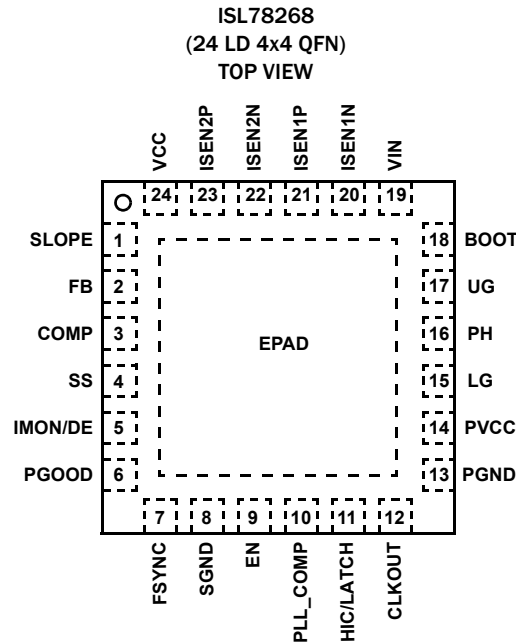 ISL78268
(24 LD 4x4 QFN)
TOP VIEW
VCC
ISEN2P
ISEN2N
ISEN1P
ISEN1N
VIN
24 23 22 21 20 19
SLOPE 1
FB 2
COMP 3
SS 4
IMON/DE 5
PGOOD 6
EPAD
18 BOOT
17 UG
16 PH
15 LG
14 PVCC
13 PGND
7 8 9 10 11 12
FSYNC
SGND
EN
PLL_COMP
HIC/LATCH
CLKOUT